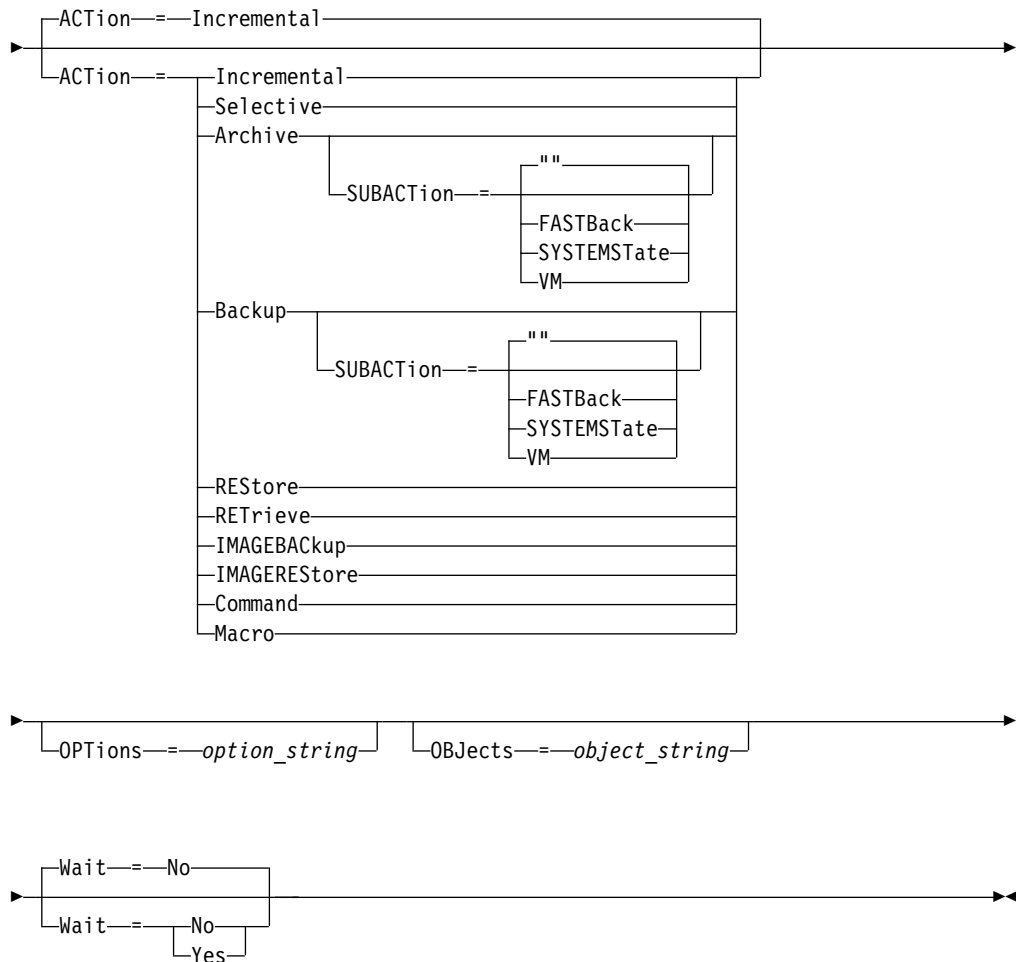 ACTion = Incremental
ACTion = Incremental
Selective
Archive
""
SUBACTion =
FASTBack
SYSTEMSTate
VM
Backup
""
SUBACTion =
FASTBack
SYSTEMSTate
VM
REStore
RETrieve
IMAGEBACkup
IMAGEREStore
Command
Macro
OPTions = option_string OBJects = object_string
Wait = No
Wait = No
Yes